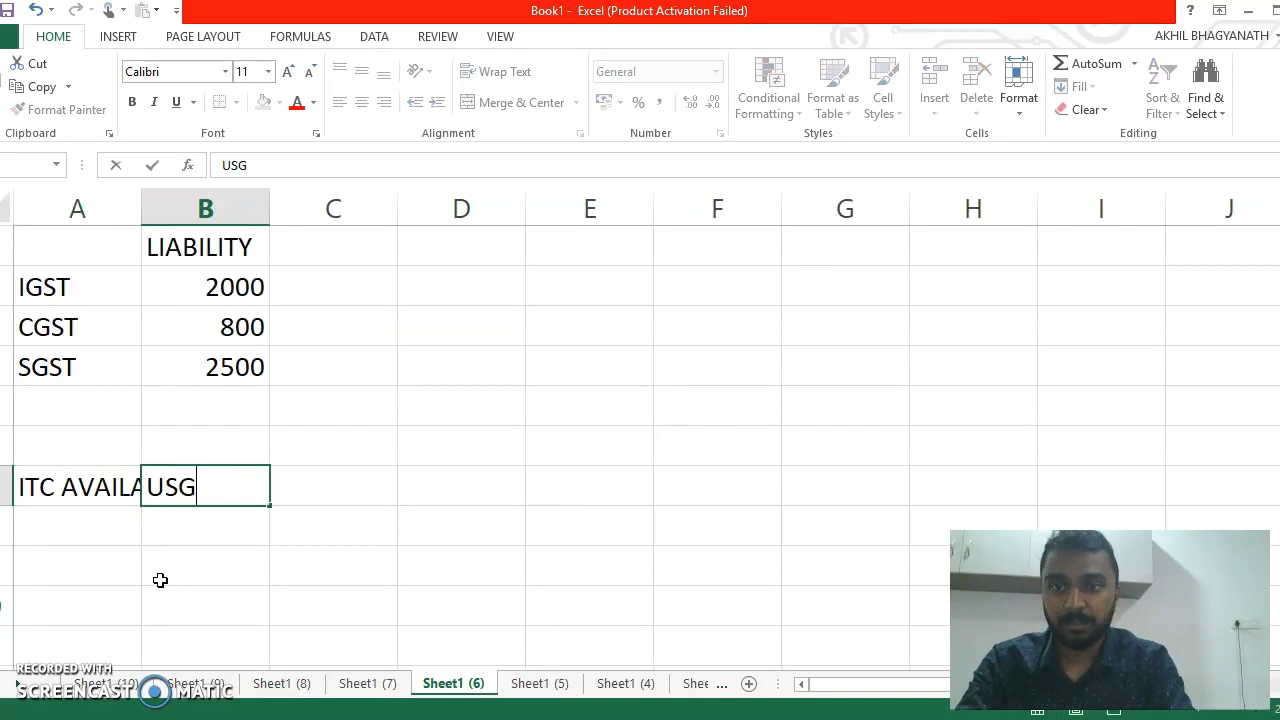 Book1 - Excel (Product Activation Failed)
HOME INSERT PAGE LAYOUT FORMULAS DATA REVIEW VIEW AKHIL BHAGYANATH
Cut
Copy
Format Painter
Clipboard
Calibri 11
B I U A
Font
Wrap Text
Merge & Center
Alignment
General
% ,
Number
Conditional Formatting
Format as Table
Cell Styles
Styles
Insert Delete Format
Cells
AutoSum
Fill
Clear
Sort & Filter
Find & Select
Editing
fx USG
A B C D E F G H I J
LIABILITY
IGST 2000
CGST 800
SGST 2500
ITC AVAILA USG
RECORDED WITH
SCREENCAST MATIC
Sheet1 (8) Sheet1 (7) Sheet1 (6) Sheet1 (5) Sheet1 (4) Shee ...